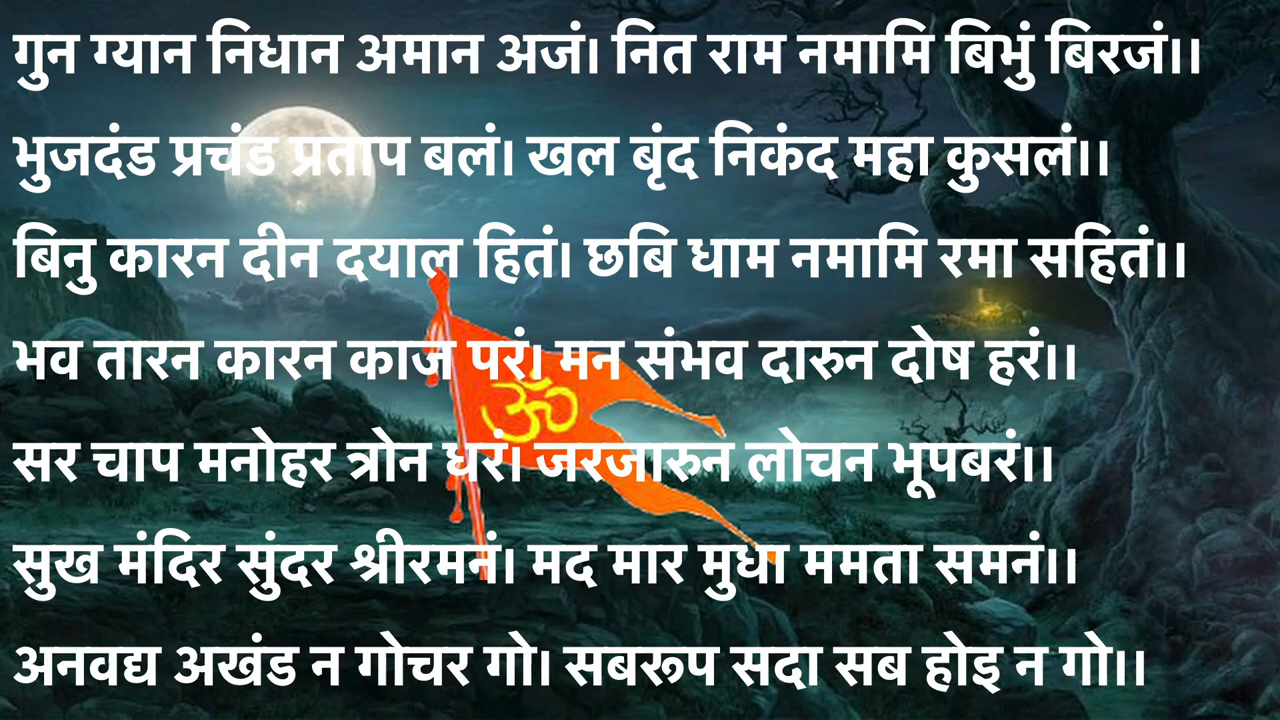 गुन ग्यान निधान अमान अजं। नित राम नमामि बिभुं बिरजं।।
भुजदंड प्रचंड प्रताप बलं। खल बृंद निकंद महा कुसलं।।
बिनु कारन दीन दयाल हितं। छबि धाम नमामि रमा सहितं।।
भव तारन कारन काज परं। मन संभव दारुन दोष हरं।।
सर चाप मनोहर त्रोन धरं। जरजारुन लोचन भूपबरं।।
सुख मंदिर सुंदर श्रीरमनं। मद मार मुधा ममता समनं।।
अनवद्य अखंड न गोचर गो। सबरूप सदा सब होइ न गो।।
ॐ